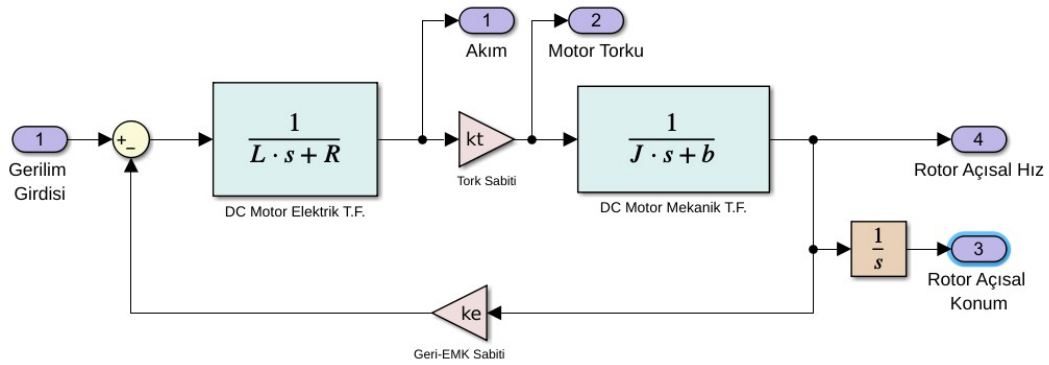 1
Akım
2
Motor Torku
1
Gerilim
Girdisi
+
-
1
L · s + R
DC Motor Elektrik T.F.
kt
Tork Sabiti
1
J · s + b
DC Motor Mekanik T.F.
4
Rotor Açısal Hız
1
s
3
Rotor Açısal
Konum
ke
Geri-EMK Sabiti